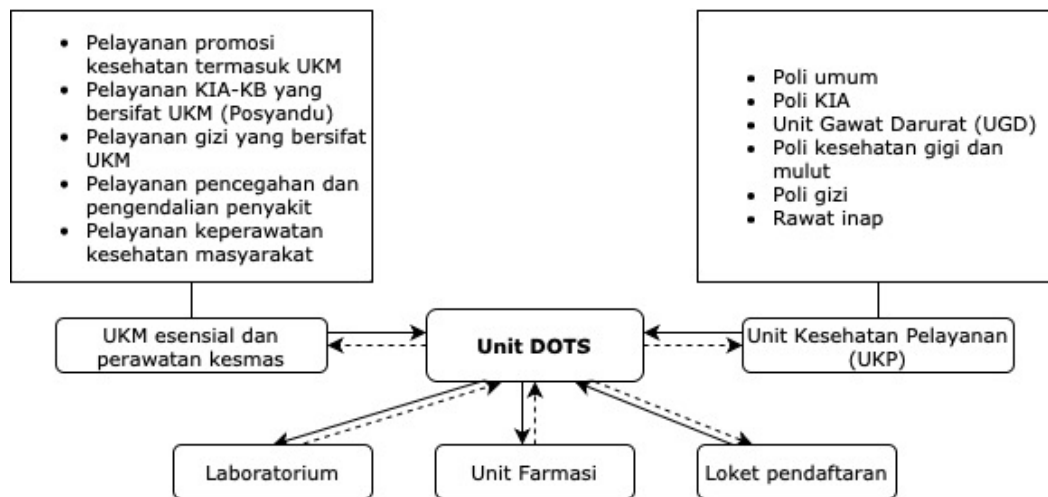 • Pelayanan promosi
kesehatan termasuk UKM
• Pelayanan KIA-KB yang
bersifat UKM (Posyandu)
• Pelayanan gizi yang bersifat
UKM
• Pelayanan pencegahan dan
pengendalian penyakit
• Pelayanan keperawatan
kesehatan masyarakat
• Poli umum
• Poli KIA
• Unit Gawat Darurat (UGD)
• Poli kesehatan gigi dan
mulut
• Poli gizi
• Rawat inap
UKM esensial dan
perawatan kesmas
Unit DOTS
Unit Kesehatan Pelayanan
(UKP)
Laboratorium
Unit Farmasi
Loket pendaftaran